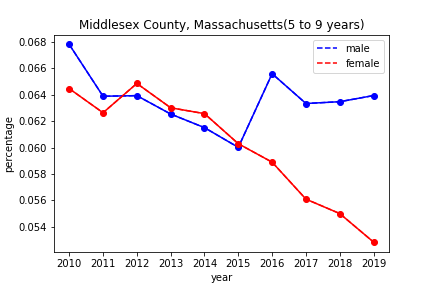 Middlesex County, Massachusetts(5 to 9 years)
male
female
0.068
0.066
0.064
0.062
0.060
0.058
0.056
0.054
percentage
2010 2011 2012 2013 2014 2015 2016 2017 2018 2019
year